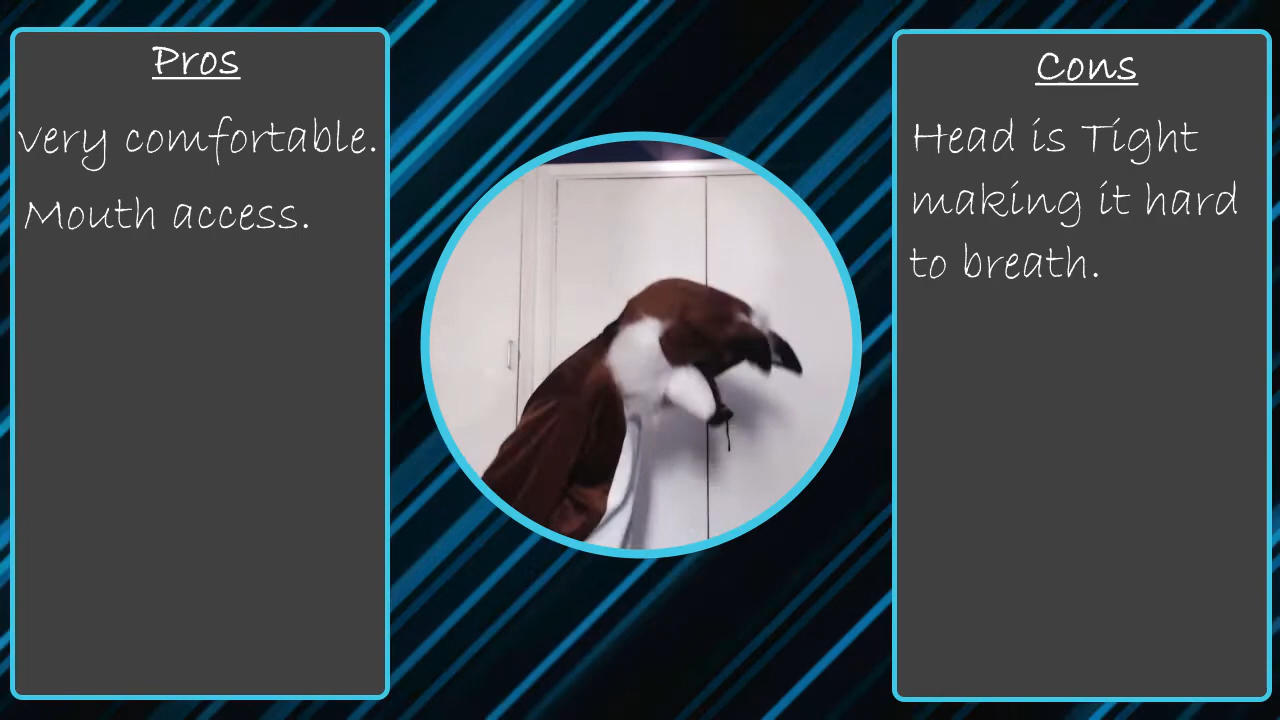 Pros
very comfortable.
Mouth access.
Cons
Head is Tight
making it hard
to breath.